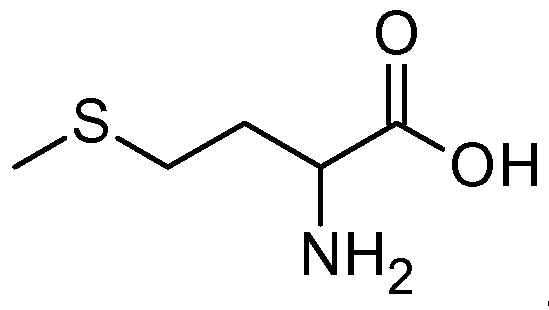 O
S
OH
NH₂
.